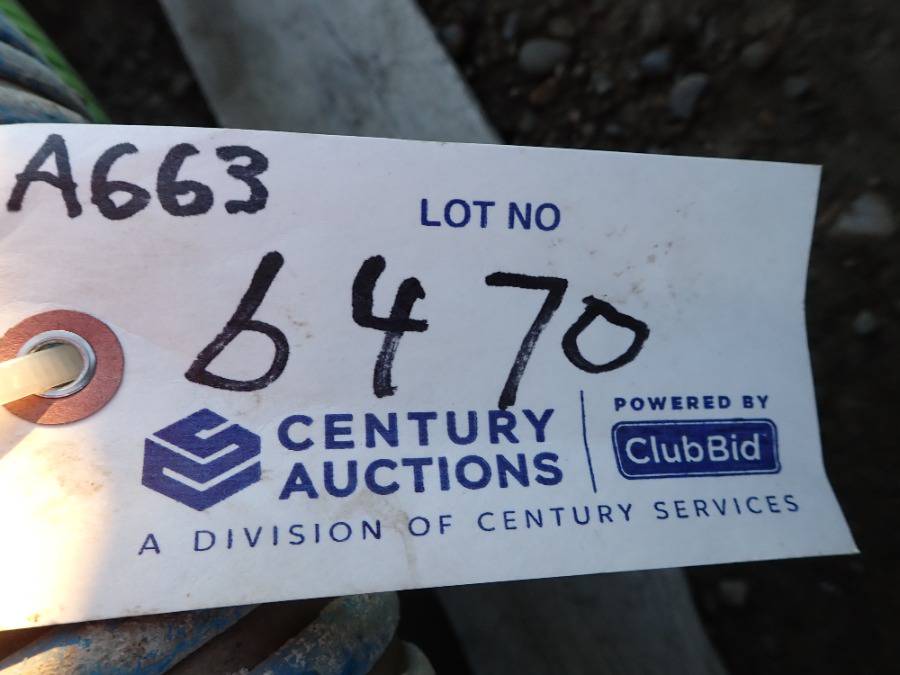 A663
LOT NO
6470
CENTURY
AUCTIONS
POWERED BY
ClubBid
A DIVISION OF CENTURY SERVICES